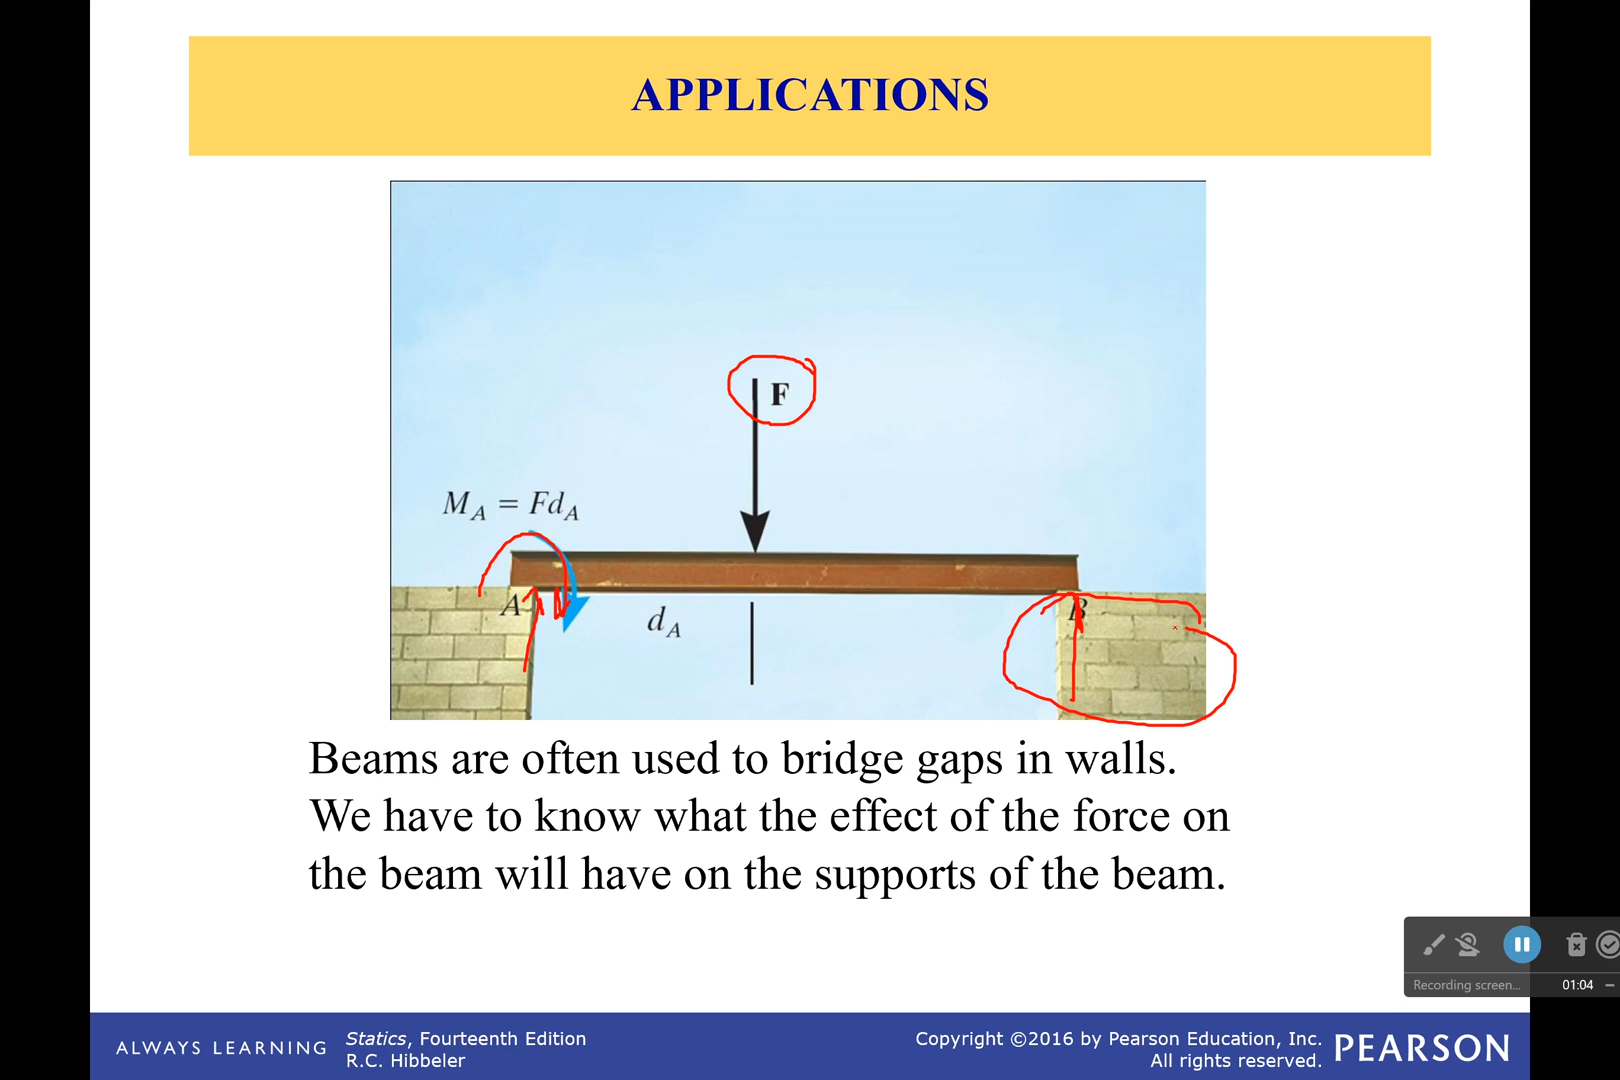 APPLICATIONS
F
M_A = Fd_A
A
B
d_A
Beams are often used to bridge gaps in walls.
We have to know what the effect of the force on
the beam will have on the supports of the beam.
Recording screen... 01:04
ALWAYS LEARNING
Statics, Fourteenth Edition
R.C. Hibbeler
Copyright ©2016 by Pearson Education, Inc.
All rights reserved.
PEARSON